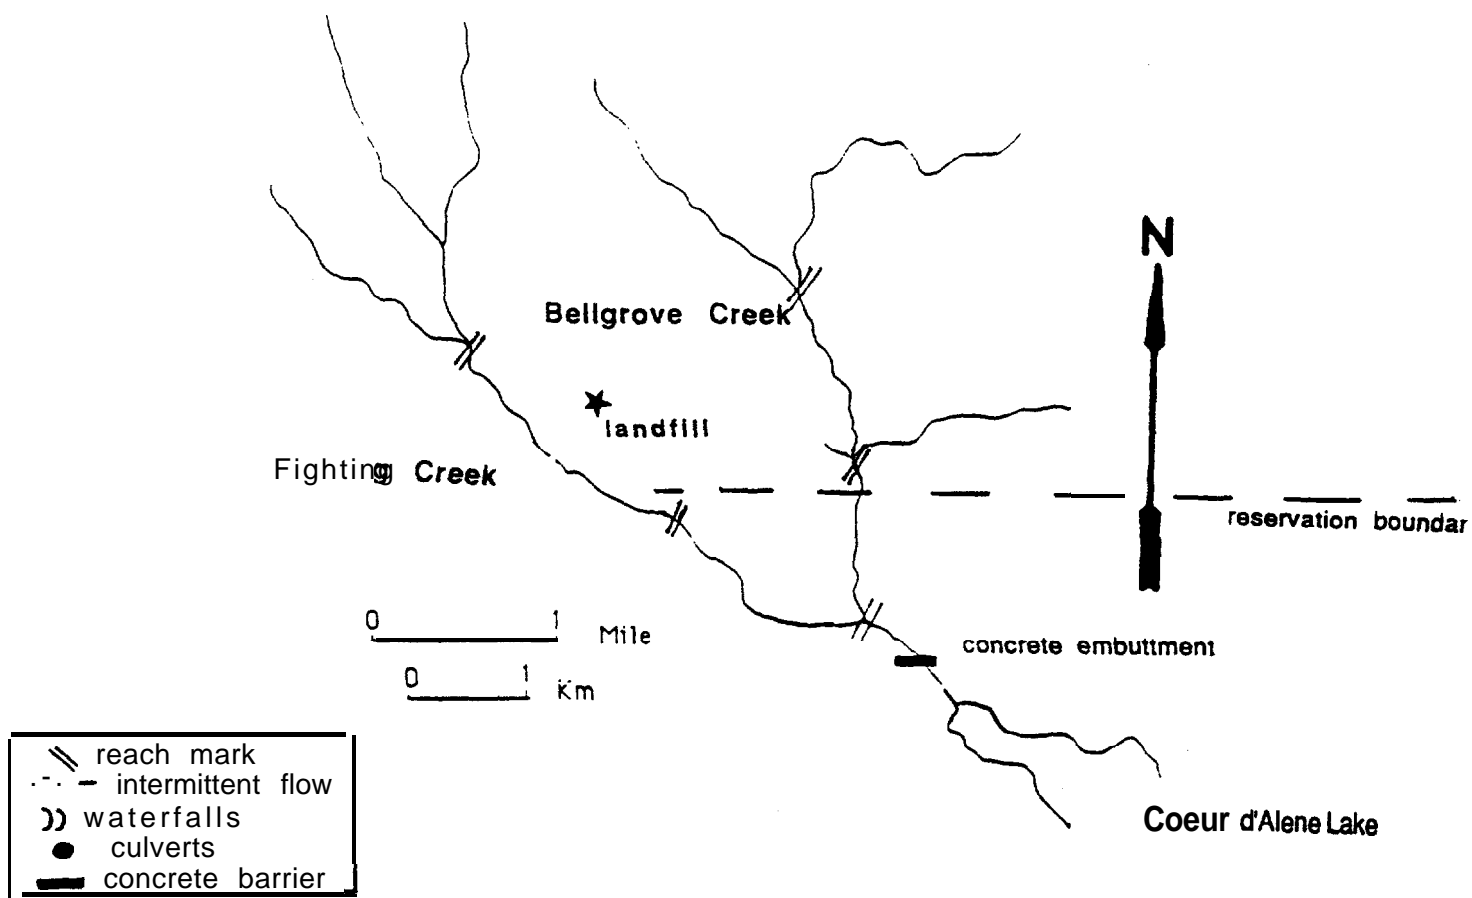 N
Bellgrove Creek
landfill
Fighting Creek
reservation boundar
0 1 Mile
concrete embuttment
0 1 Km
reach mark
intermittent flow
waterfalls
culverts
concrete barrier
Coeur d'Alene Lake